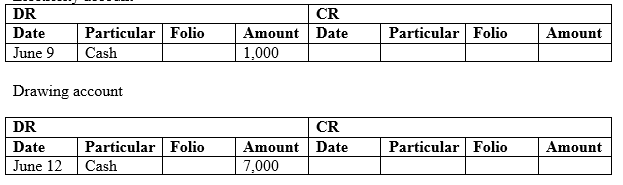 DR CR
Date Particular Folio Amount Date Particular Folio Amount
June 9 Cash 1,000
Drawing account
DR CR
Date Particular Folio Amount Date Particular Folio Amount
June 12 Cash 7,000